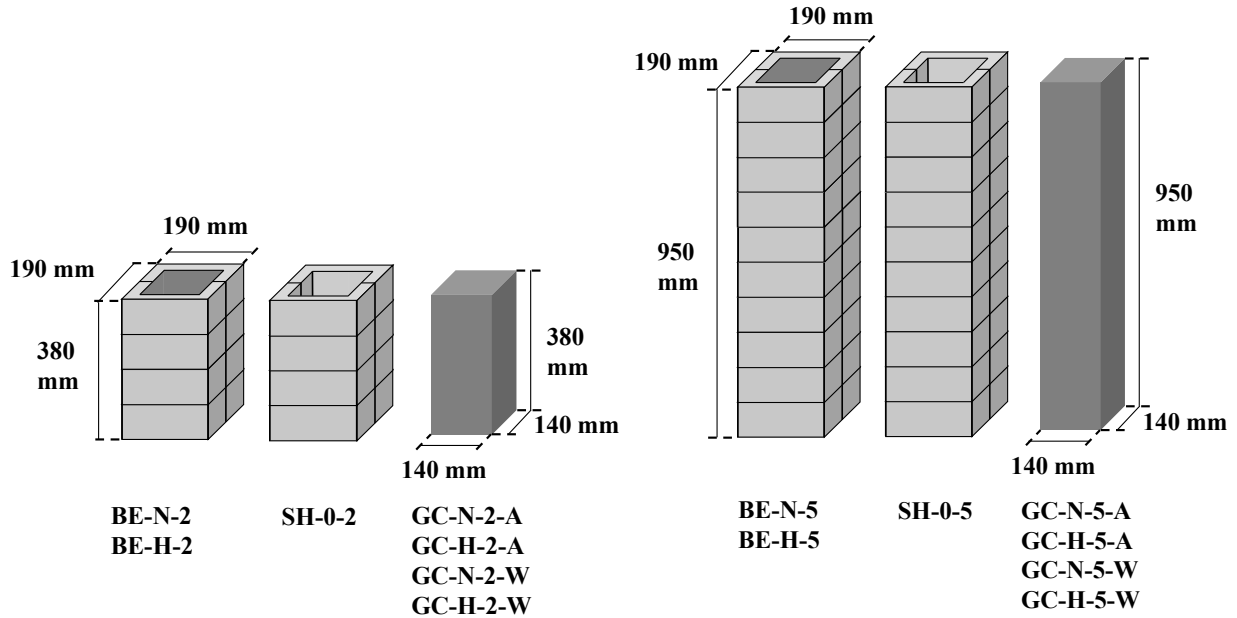 190 mm
190 mm
380
mm
380
mm
140 mm
140 mm
BE-N-2
BE-H-2
SH-0-2
GC-N-2-A
GC-H-2-A
GC-N-2-W
GC-H-2-W
190 mm
190 mm
950
mm
950
mm
140 mm
140 mm
BE-N-5
BE-H-5
SH-0-5
GC-N-5-A
GC-H-5-A
GC-N-5-W
GC-H-5-W